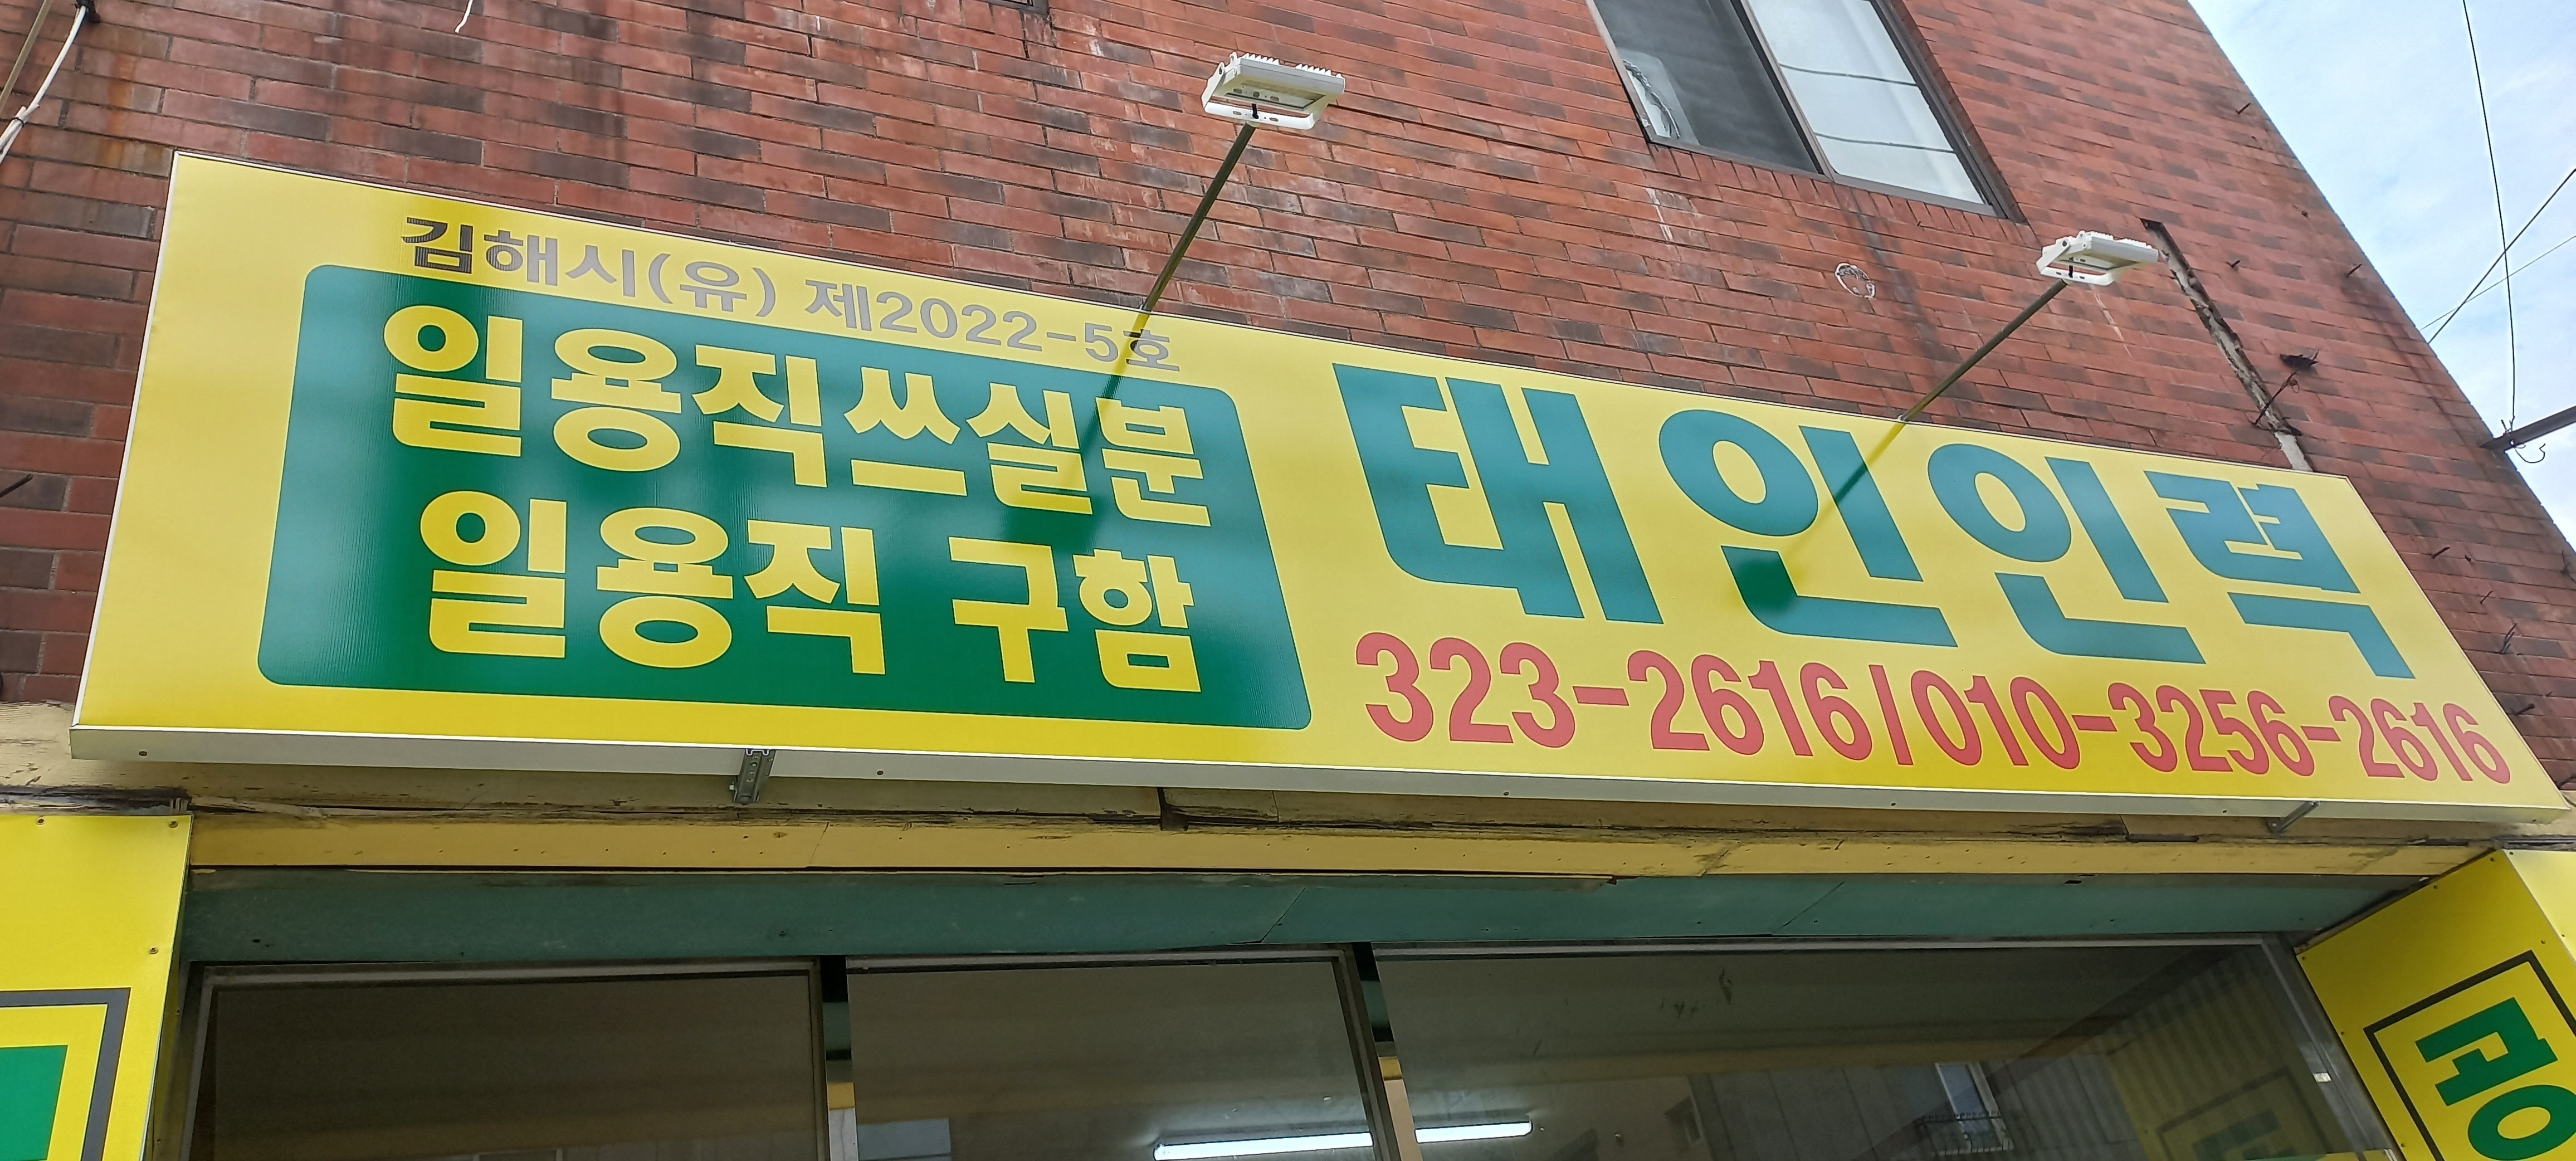 김해시(유) 제2022-5호
일용직쓰실분
일용직 구함
태인인력
323-2616/010-3256-2616